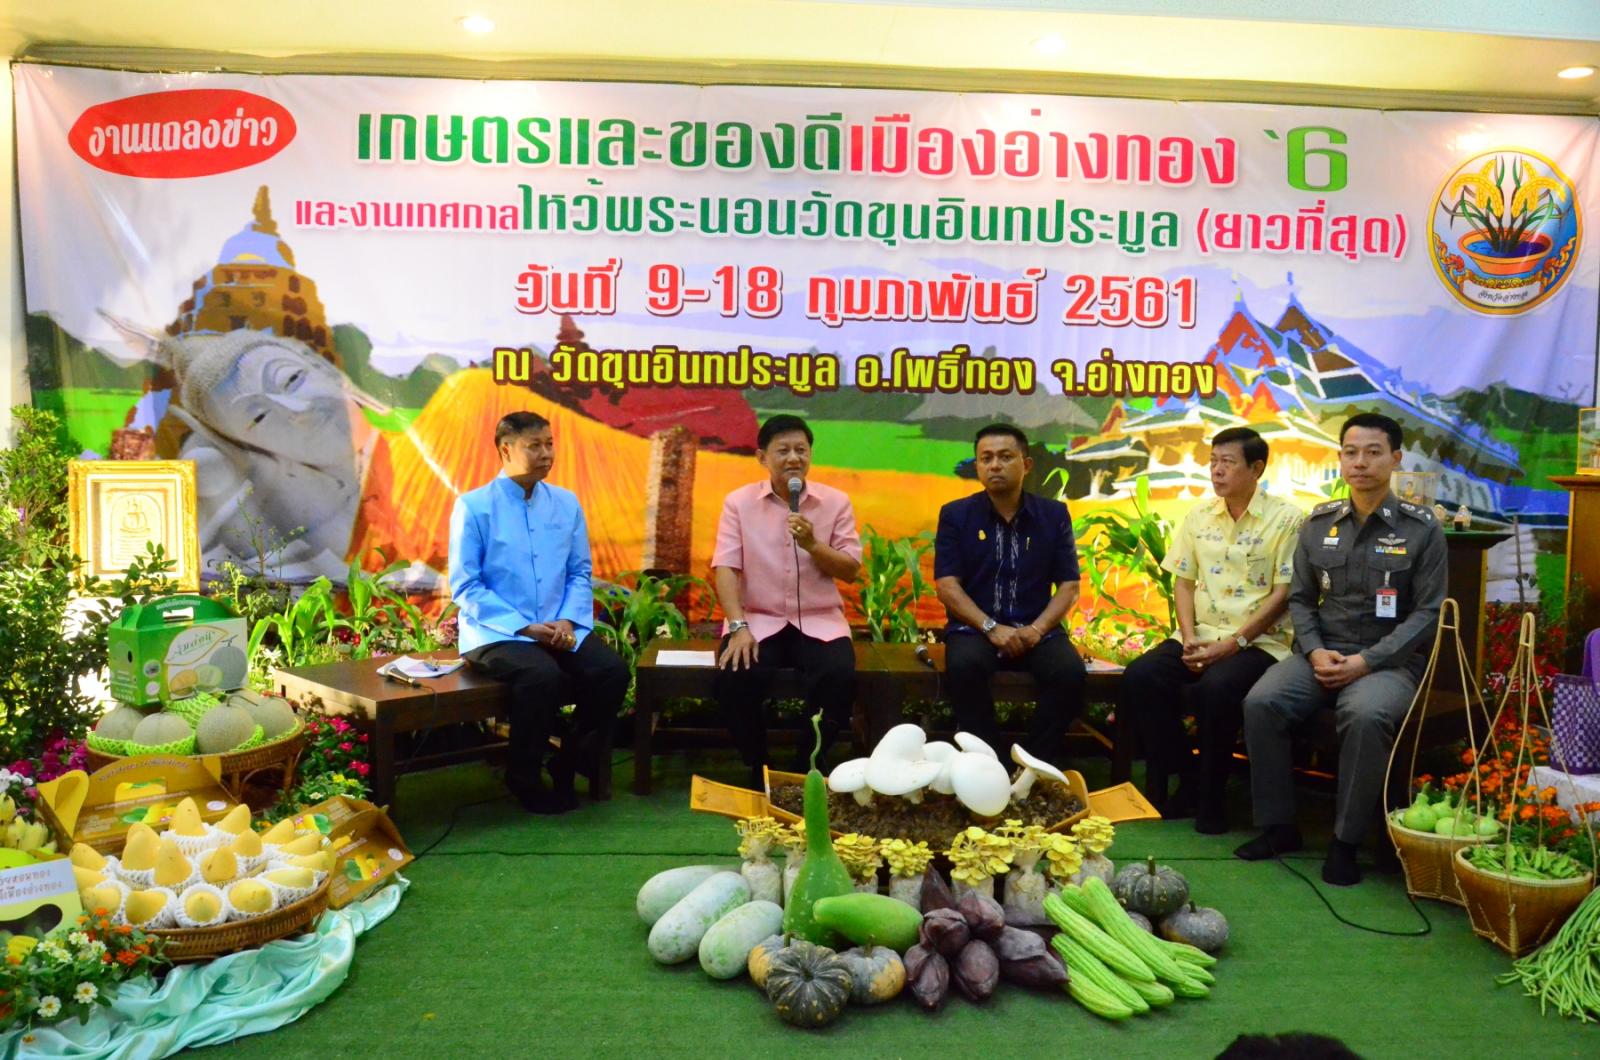 งานแถลงข่าว
เกษตรและของดีเมืองอ่างทอง `6
และงานเทศกาลไหว้พระนอนวัดขุนอินทประมูล (ยาวที่สุด)
วันที่ 9-18 กุมภาพันธ์ 2561
ณ วัดขุนอินทประมูล อ.โพธิ์ทอง จ.อ่างทอง